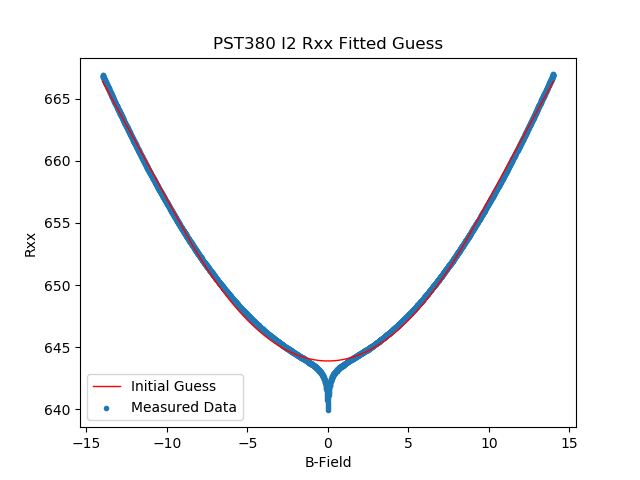 PST380 I2 Rxx Fitted Guess
665
660
655
650
645
640
Rxx
Initial Guess
Measured Data
−15
−10
−5
0
5
10
15
B-Field